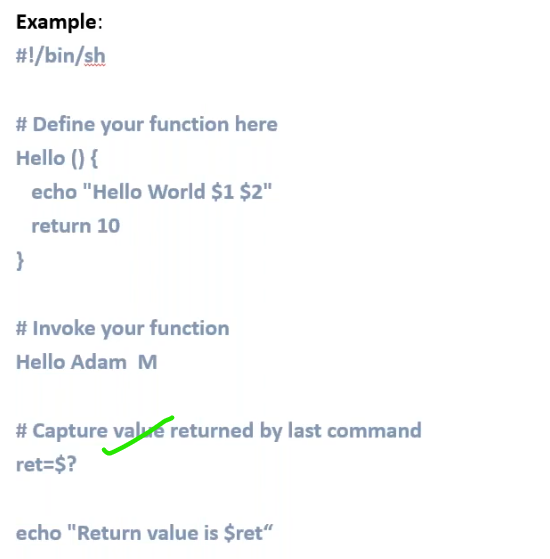 Example:
#!/bin/sh
# Define your function here
Hello () {
echo "Hello World $1 $2"
return 10
}
# Invoke your function
Hello Adam  M
# Capture value returned by last command
ret=$?
echo "Return value is $ret“